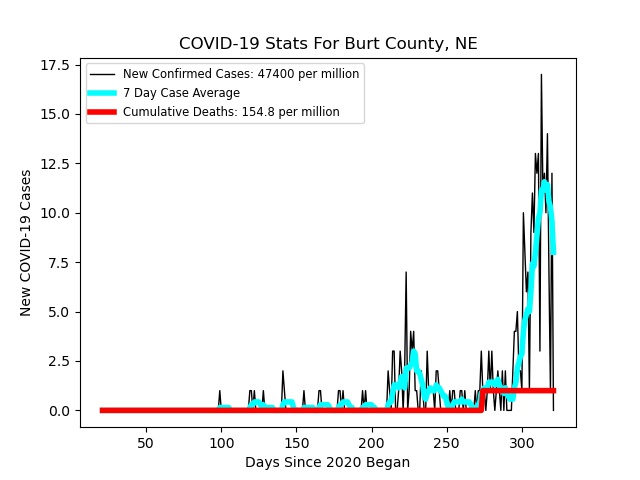 COVID-19 Stats For Burt County, NE
New Confirmed Cases: 47400 per million
7 Day Case Average
Cumulative Deaths: 154.8 per million
New COVID-19 Cases
17.5
15.0
12.5
10.0
7.5
5.0
2.5
0.0
50 100 150 200 250 300
Days Since 2020 Began